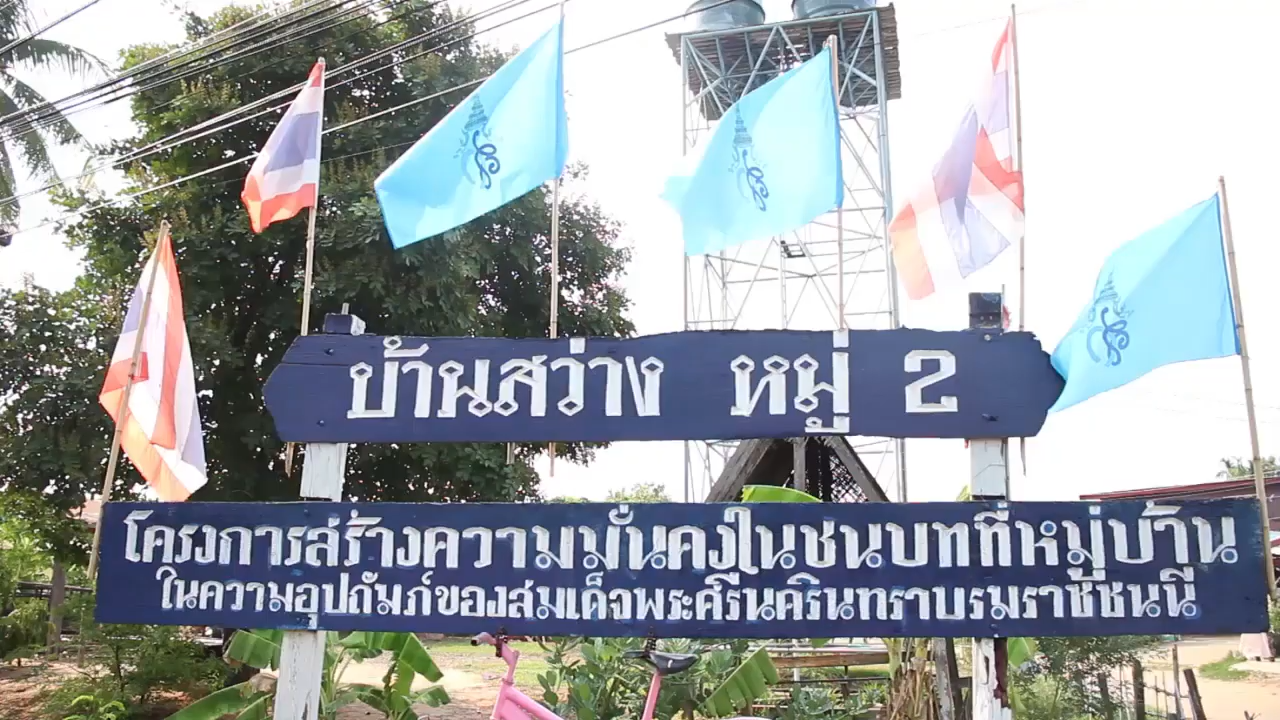 บ้านสว่าง หมู่ 2
โครงการสร้างความมั่นคงในชนบทที่หมู่บ้าน
ในความอุปถัมภ์ของสมเด็จพระศรีนครินทราบรมราชชีชนนี